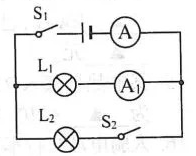 S₁ A
L₁ A₁
L₂ S₂